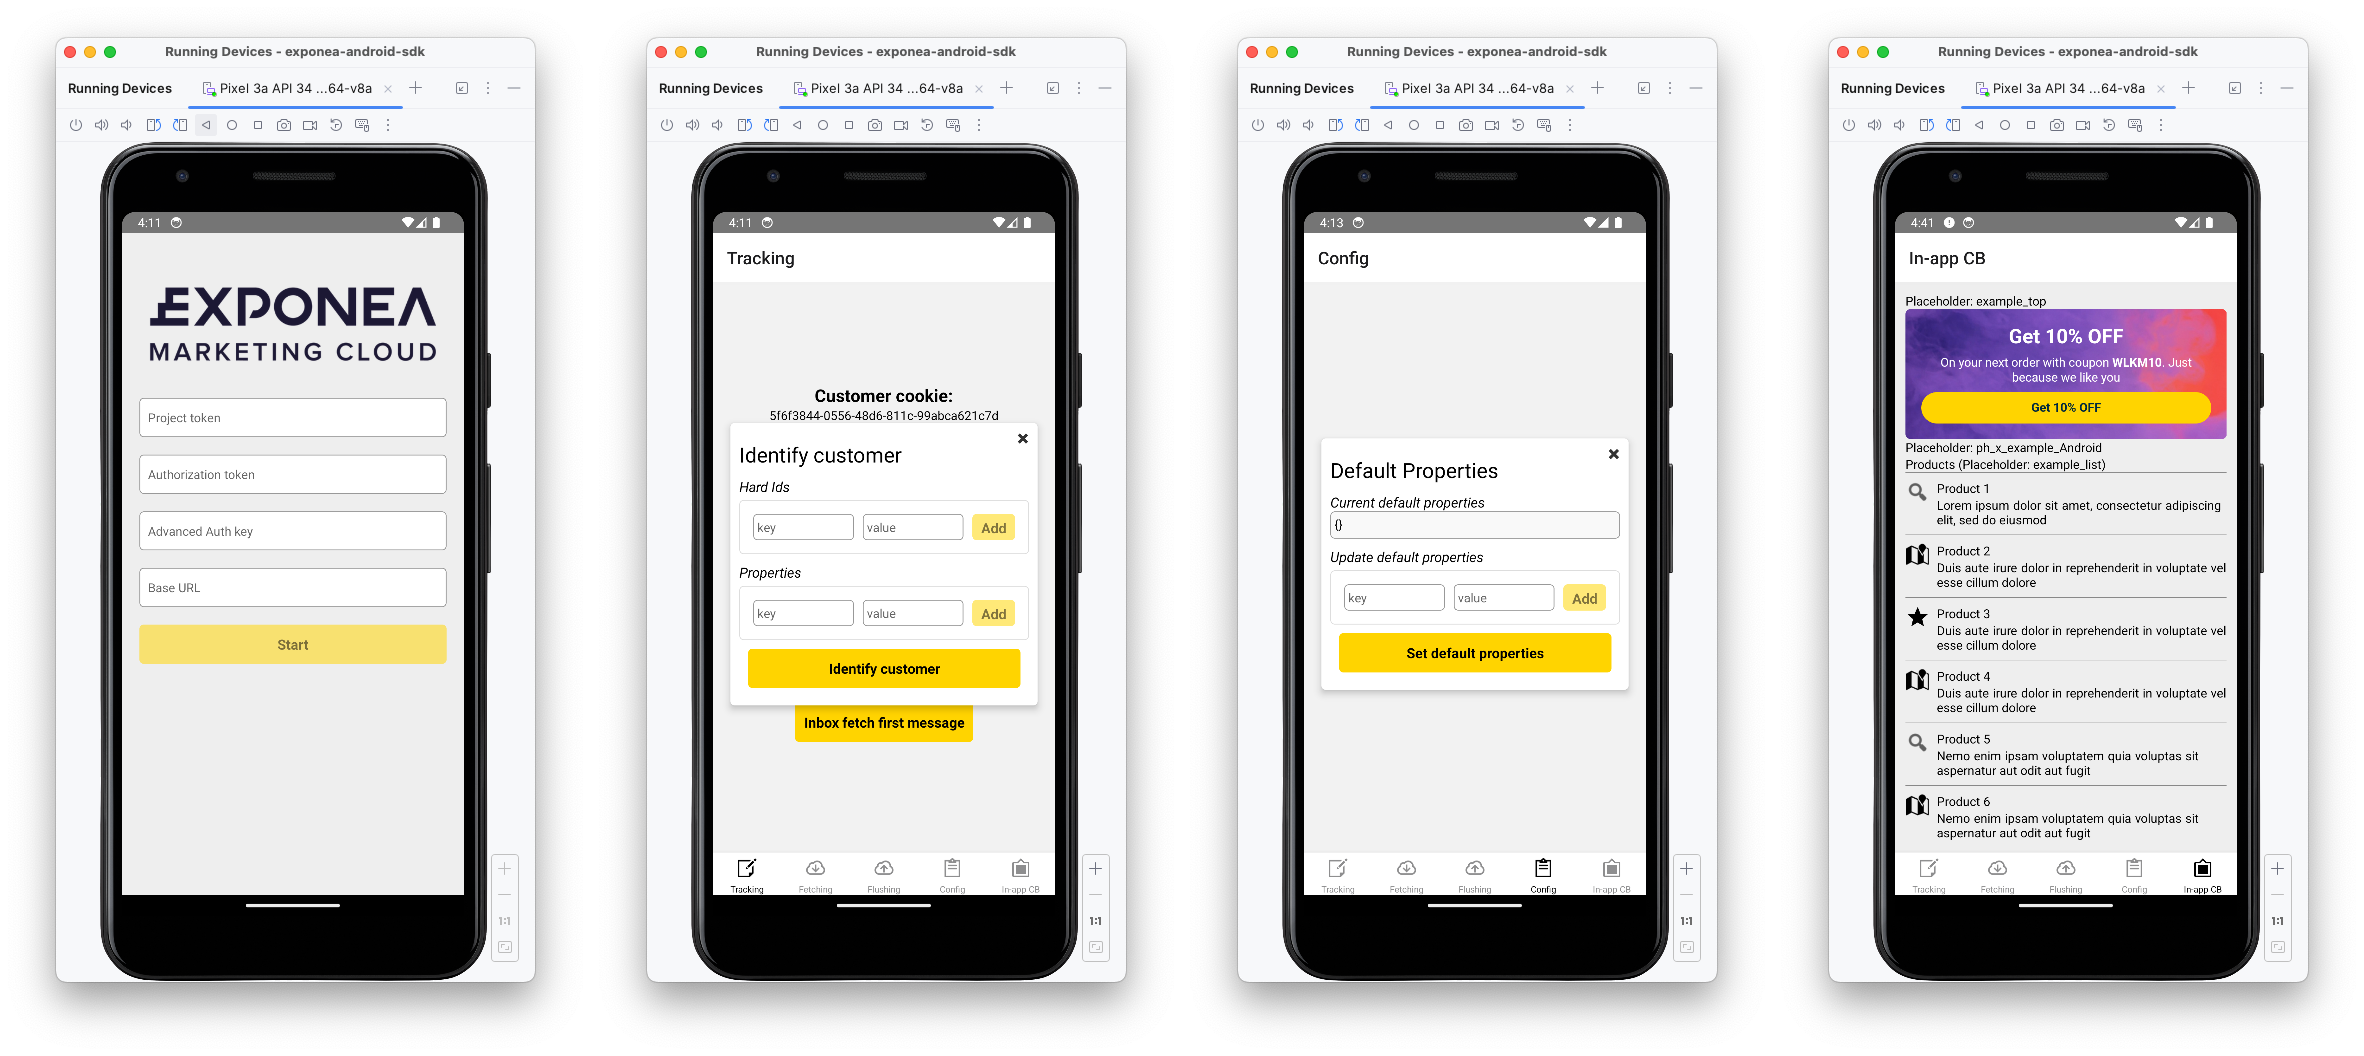 Running Devices - exponea-android-sdk
Running Devices
Pixel 3a API 34 ...64-v8a
4:11
EXPONEA
MARKETING CLOUD
Project token
Authorization token
Advanced Auth key
Base URL
Start
1:1
Running Devices - exponea-android-sdk
Running Devices
Pixel 3a API 34 ...64-v8a
4:11
Tracking
Customer cookie:
5f6f3844-0556-48d6-811c-99abca621c7d
Identify customer
Hard Ids
key value Add
Properties
key value Add
Identify customer
Inbox fetch first message
Tracking Fetching Flushing Config In-app CB
1:1
Running Devices - exponea-android-sdk
Running Devices
Pixel 3a API 34 ...64-v8a
4:13
Config
Default Properties
Current default properties
{}
Update default properties
key value Add
Set default properties
Tracking Fetching Flushing Config In-app CB
1:1
Running Devices - exponea-android-sdk
Running Devices
Pixel 3a API 34 ...64-v8a
4:41
In-app CB
Placeholder: example_top
Get 10% OFF
On your next order with coupon WLKM10. Just
because we like you
Get 10% OFF
Placeholder: ph_x_example_Android
Products (Placeholder: example_list)
Product 1
Lorem ipsum dolor sit amet, consectetur adipiscing
elit, sed do eiusmod
Product 2
Duis aute irure dolor in reprehenderit in voluptate vel
esse cillum dolore
Product 3
Duis aute irure dolor in reprehenderit in voluptate vel
esse cillum dolore
Product 4
Duis aute irure dolor in reprehenderit in voluptate vel
esse cillum dolore
Product 5
Nemo enim ipsam voluptatem quia voluptas sit
aspernatur aut odit aut fugit
Product 6
Nemo enim ipsam voluptatem quia voluptas sit
aspernatur aut odit aut fugit
Tracking Fetching Flushing Config In-app CB
1:1